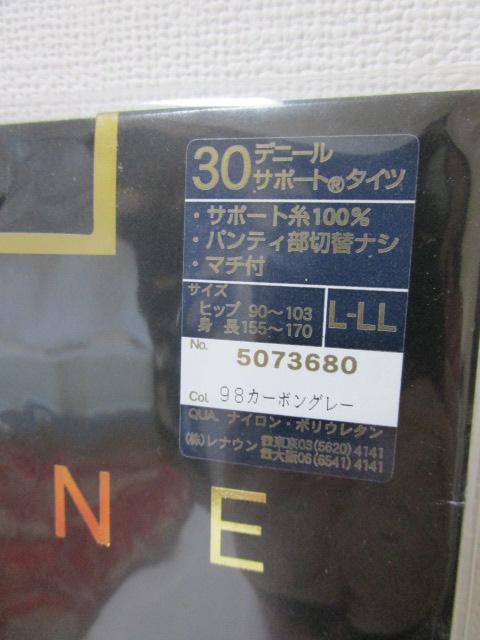 30デニール
サポート®タイツ
・サポート糸100%
・パンティ部切替ナシ
・マチ付
サイズ
ヒップ 90〜103
身 長155〜170
L-LL
No. 5073680
Col. 98カーボングレー
QUA. ナイロン・ポリウレタン
(株)レナウン ☎東京03(5620)4141
☎大阪06(6541)4141
N E